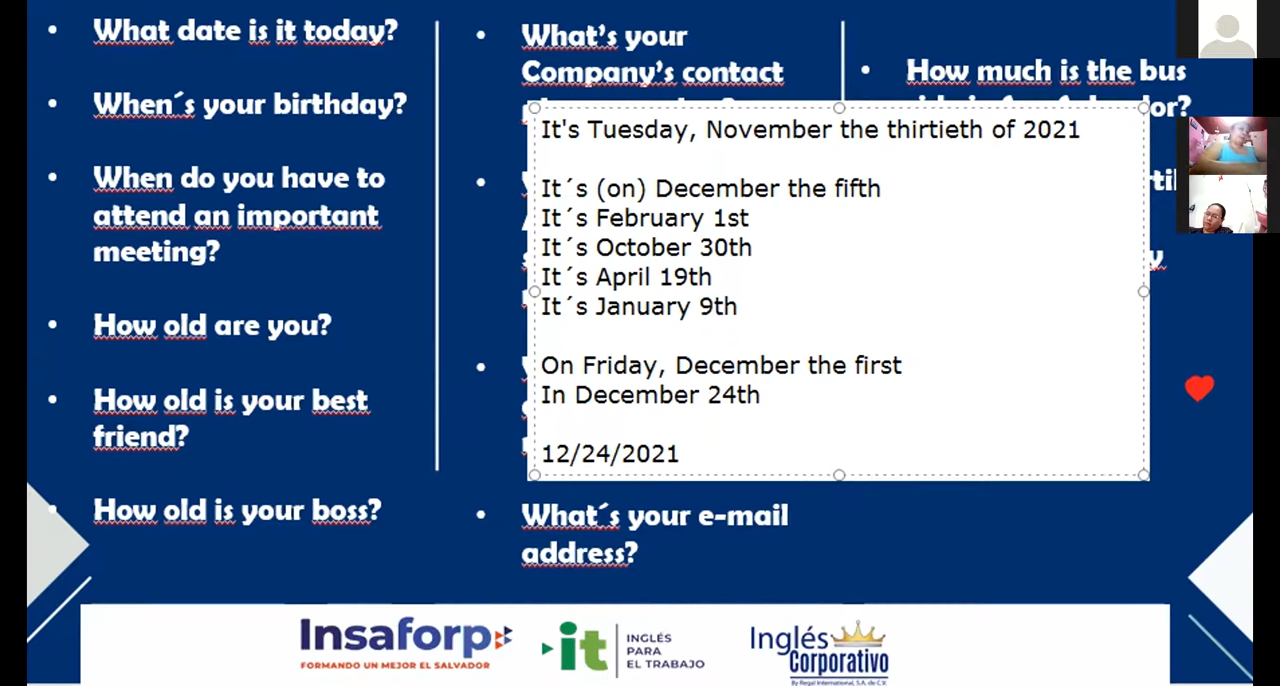 • What date is it today?
• When´s your birthday?
• When do you have to
attend an important
meeting?
• How old are you?
• How old is your best
friend?
• How old is your boss?
• What's your
Company's contact
• What´s your e-mail
address?
• How much is the bus
It's Tuesday, November the thirtieth of 2021
It´s (on) December the fifth
It´s February 1st
It´s October 30th
It´s April 19th
It´s January 9th
On Friday, December the first
In December 24th
12/24/2021
Insaforp
FORMANDO UN MEJOR EL SALVADOR
it
INGLÉS
PARA
EL TRABAJO
Inglés
Corporativo
By Regal International, S.A. de C.V.